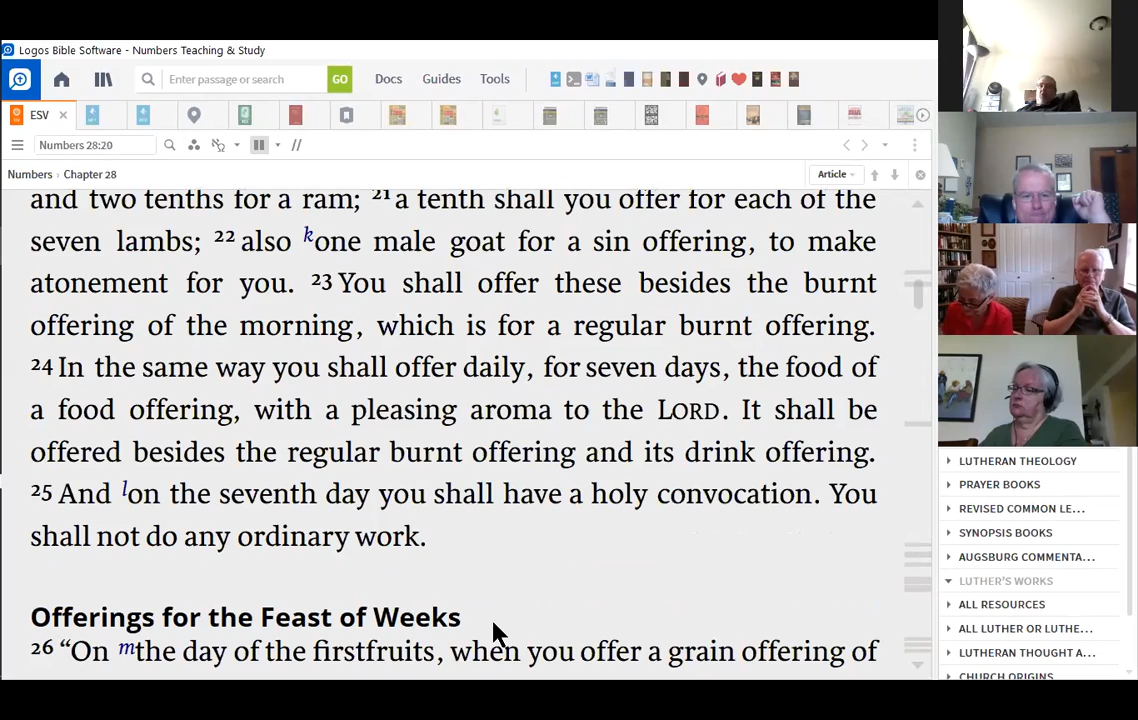 Logos Bible Software - Numbers Teaching & Study
Enter passage or search
GO
Docs
Guides
Tools
ESV
Numbers 28:20
Numbers › Chapter 28
Article
and two tenths for a ram; 21 a tenth shall you offer for each of the
seven lambs; 22 also k one male goat for a sin offering, to make
atonement for you. 23 You shall offer these besides the burnt
offering of the morning, which is for a regular burnt offering.
24 In the same way you shall offer daily, for seven days, the food of
a food offering, with a pleasing aroma to the LORD. It shall be
offered besides the regular burnt offering and its drink offering.
25 And l on the seventh day you shall have a holy convocation. You
shall not do any ordinary work.
Offerings for the Feast of Weeks
26 “On m the day of the firstfruits, when you offer a grain offering of
LUTHERAN THEOLOGY
PRAYER BOOKS
REVISED COMMON LE...
SYNOPSIS BOOKS
AUGSBURG COMMENTA...
LUTHER'S WORKS
ALL RESOURCES
ALL LUTHER OR LUTHE...
LUTHERAN THOUGHT A...
CHURCH ORIGINS